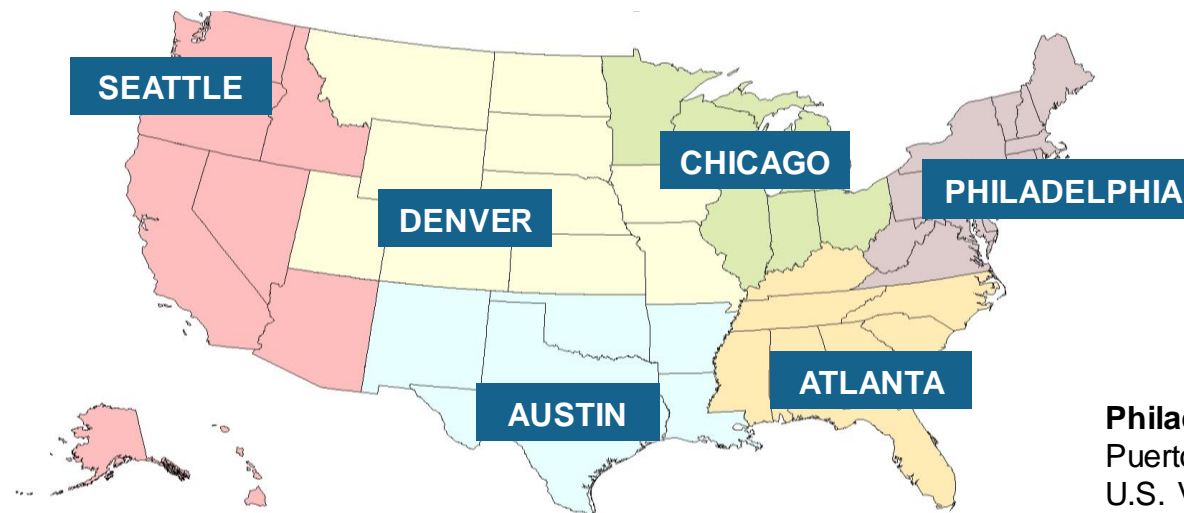 SEATTLE
CHICAGO
PHILADELPHIA
DENVER
ATLANTA
AUSTIN
U.S.